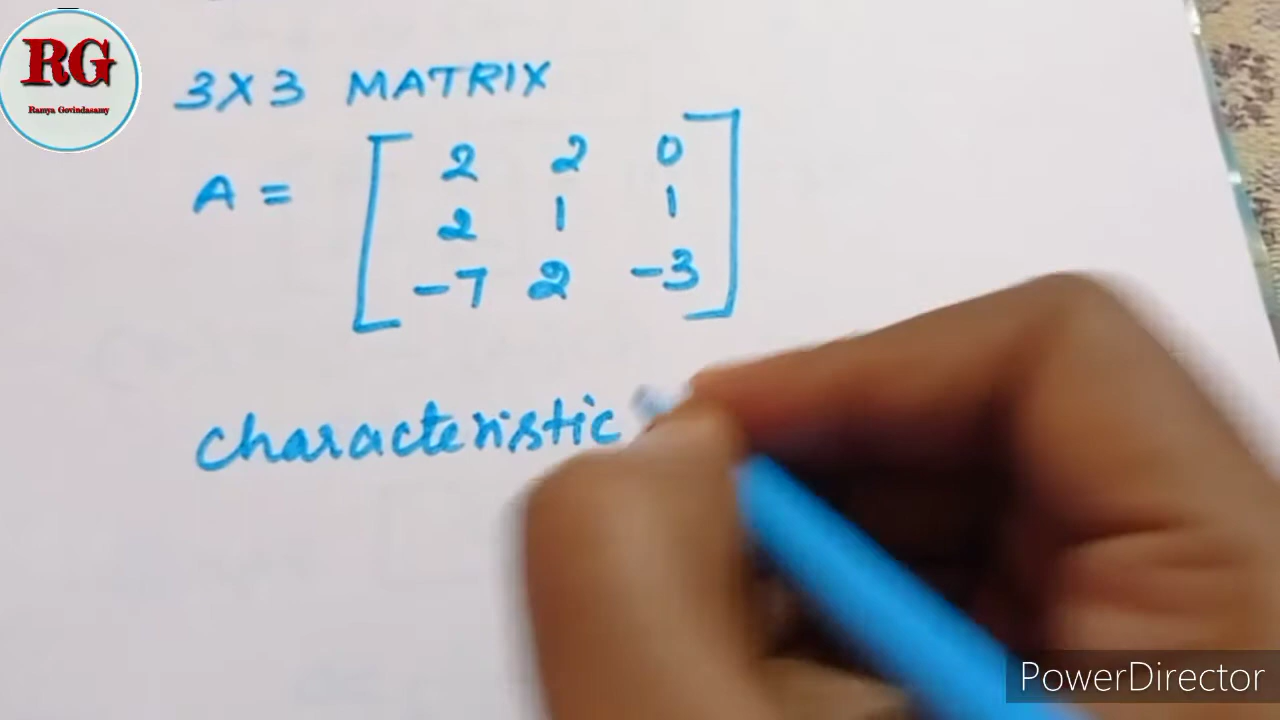 RG
Ramya Govindasamy
3X3 MATRIX
A = [ 2 2 0
2 1 1
-7 2 -3 ]
characteristic
PowerDirector